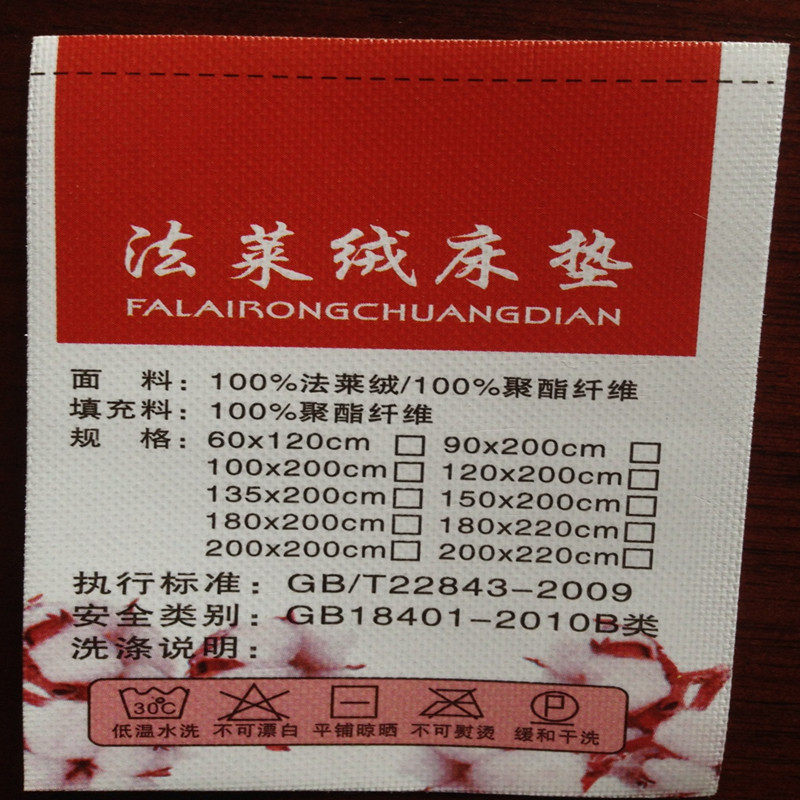 法莱绒床垫
FALAIRONGCHUANGDIAN
面 料：100%法莱绒/100%聚酯纤维
填充料：100%聚酯纤维
规 格：60x120cm □ 90x200cm □
100x200cm □ 120x200cm □
135x200cm □ 150x200cm □
180x200cm □ 180x220cm □
200x200cm □ 200x220cm □
执行标准：GB/T22843-2009
安全类别：GB18401-2010B类
洗涤说明：
30C P
低温水洗 不可漂白 平铺晾晒 不可熨烫 缓和干洗